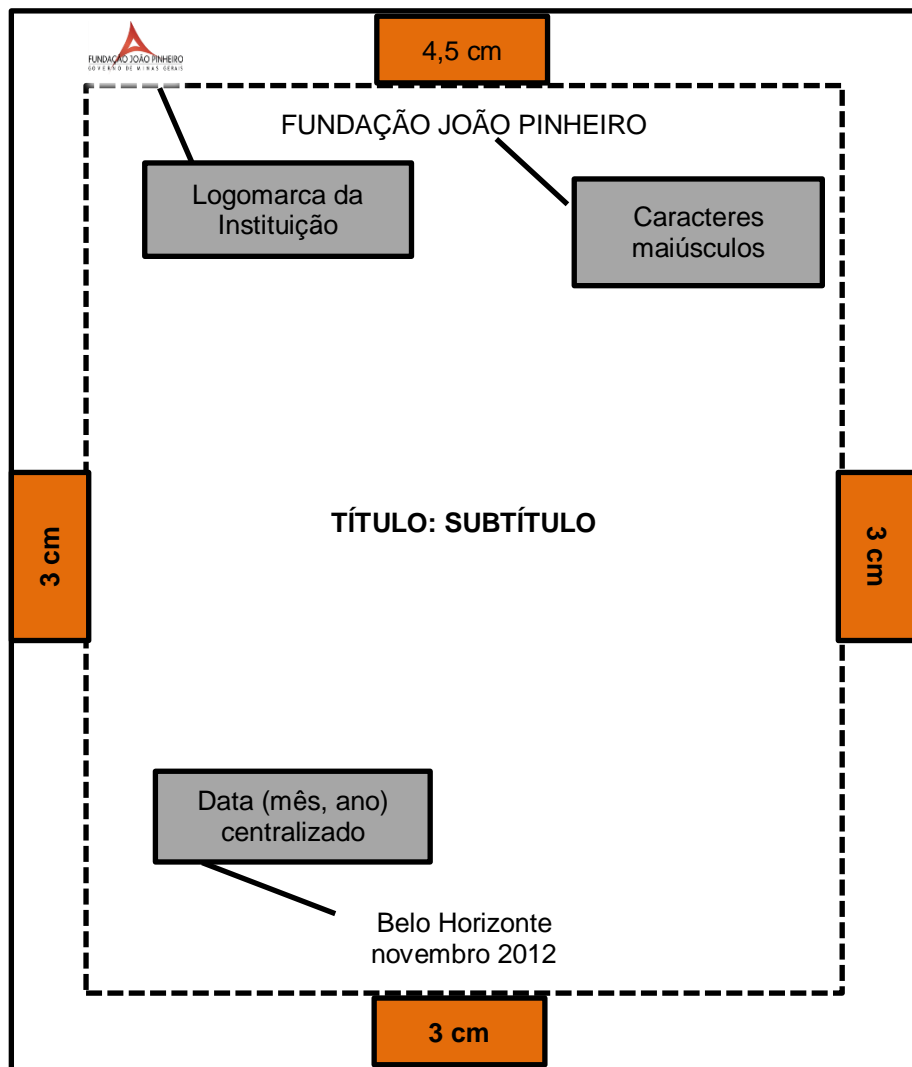 FUNDAÇÃO JOÃO PINHEIRO
GOVERNO DE MINAS GERAIS
4,5 cm
FUNDAÇÃO JOÃO PINHEIRO
Logomarca da
Instituição
Caracteres
maiúsculos
TÍTULO: SUBTÍTULO
3 cm
3 cm
Data (mês, ano)
centralizado
Belo Horizonte
novembro 2012
3 cm